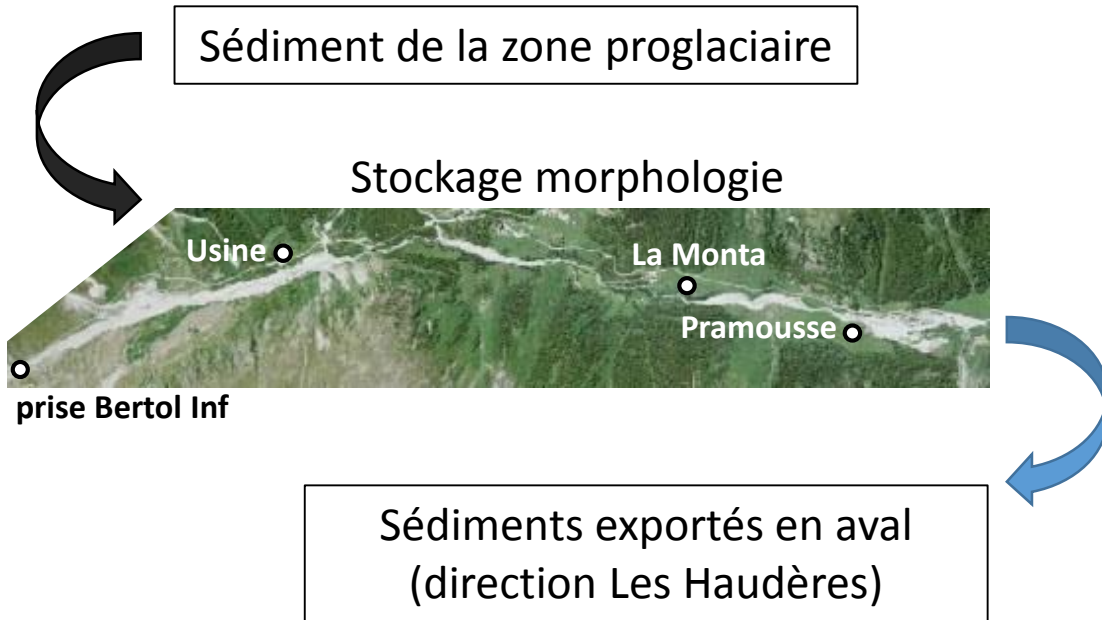 Sédiment de la zone proglaciaire
Stockage morphologie
Usine
La Monta
Pramousse
prise Bertol Inf
Sédiments exportés en aval
(direction Les Haudères)